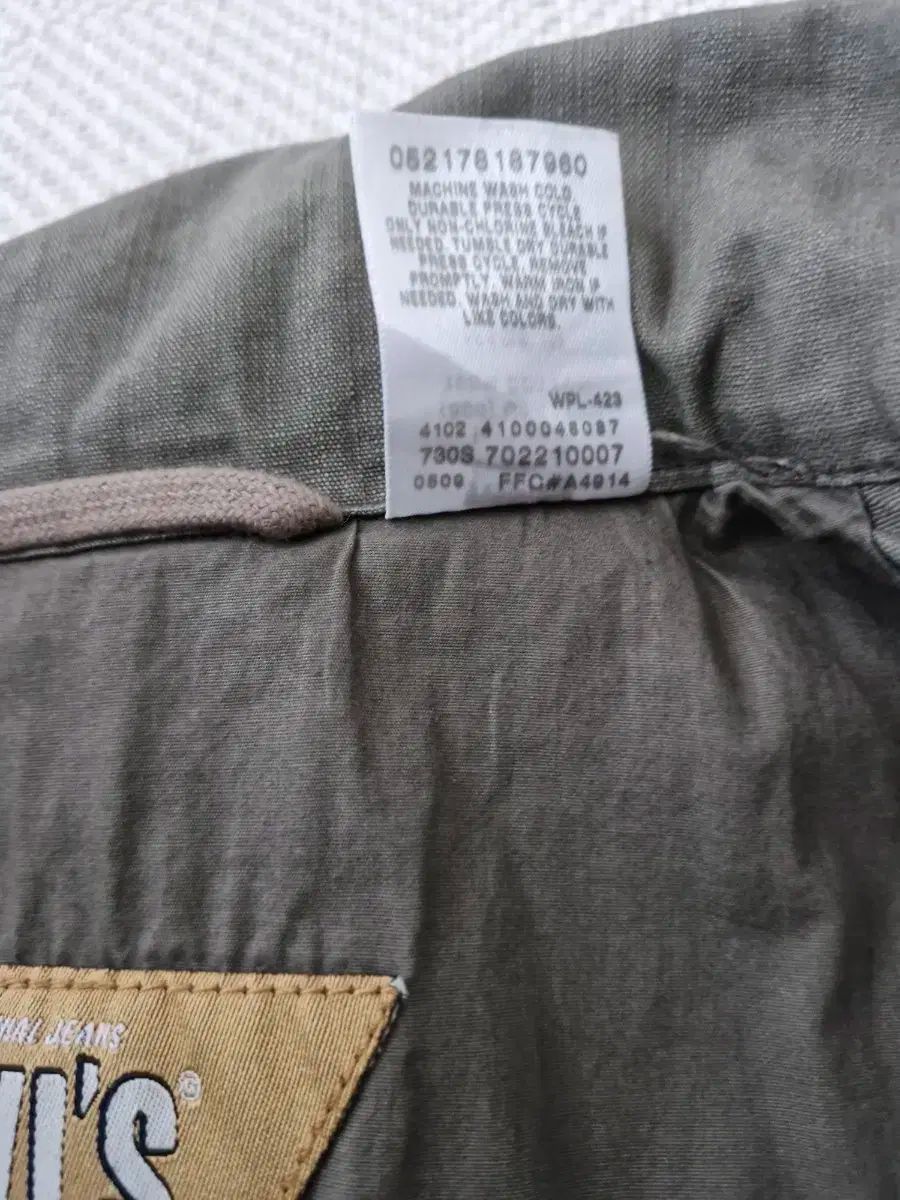 052178187960
MACHINE WASH COLD
DURABLE PRESS CYCLE
ONLY NON-CHLORINE BLEACH IF
NEEDED. TUMBLE DRY DURABLE
PRESS CYCLE. REMOVE
PROMPTLY. WARM IRON IF
NEEDED. WASH AND DRY WITH
LIKE COLORS.
WPL-423
4102 4100048087
730S 702210007
0809 FFC#A4914
JEANS
'S